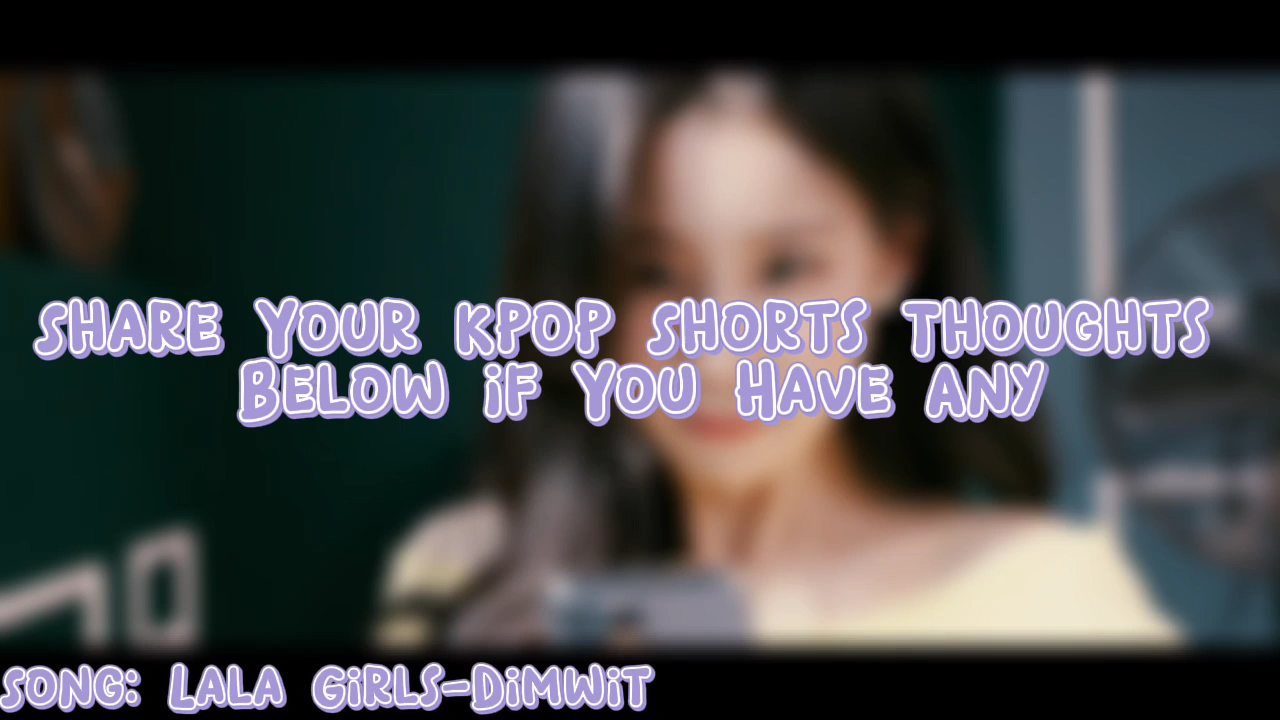 SHARE YOUR KPOP SHORTS THOUGHTS
BELOW iF YOU HAVE ANY
SONG: LALA GiRLS-DiMWiT